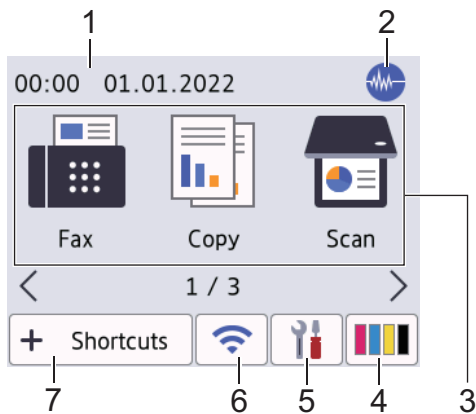 1 2
00:00 01.01.2022
Fax Copy Scan
< 1 / 3 >
+ Shortcuts
7 6 5 4 3